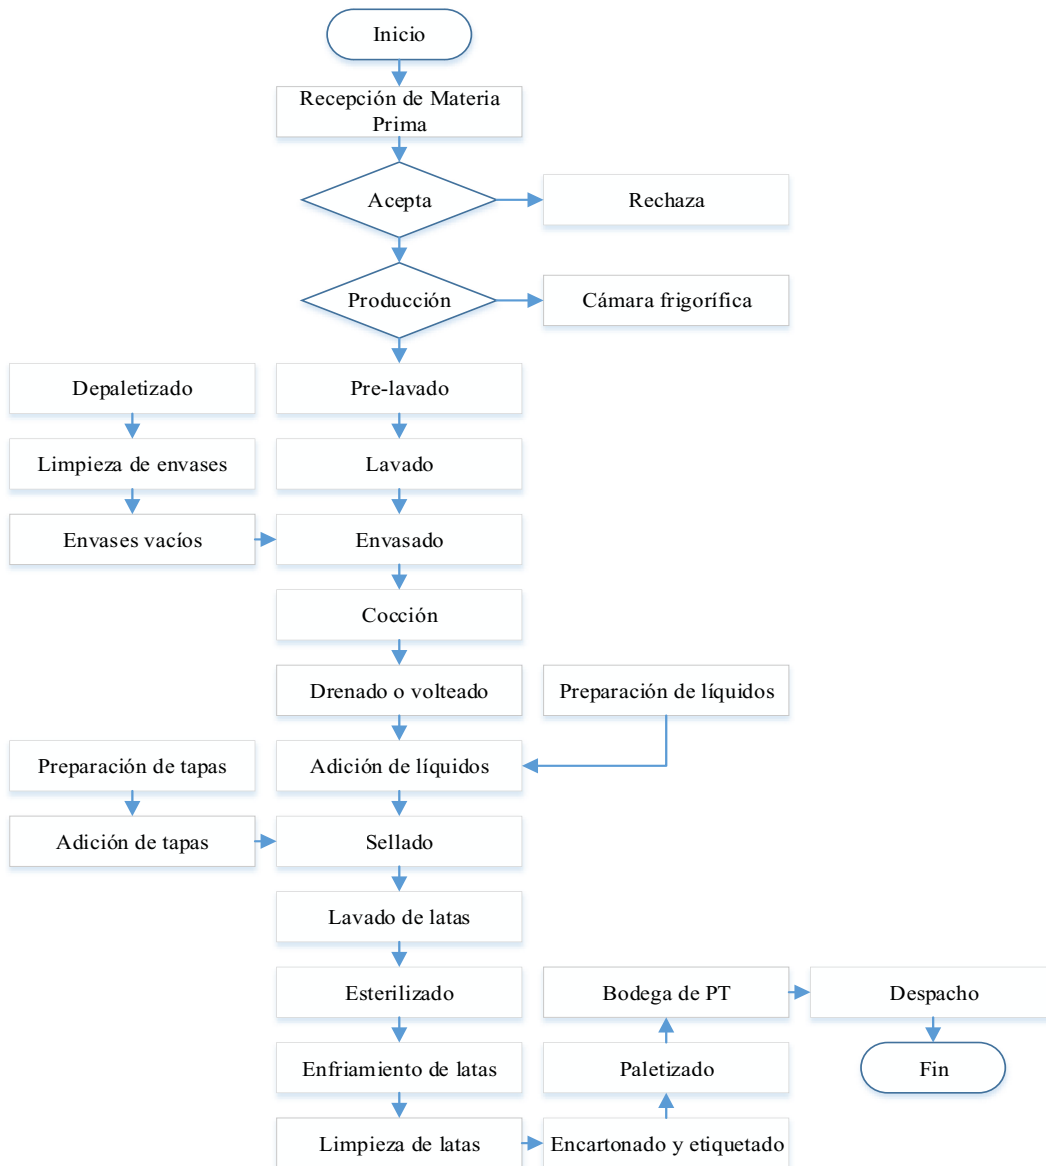 Inicio
Recepción de Materia
Prima
Acepta
Rechaza
Producción
Cámara frigorífica
Depaletizado
Pre-lavado
Limpieza de envases
Lavado
Envases vacíos
Envasado
Cocción
Drenado o volteado
Preparación de líquidos
Preparación de tapas
Adición de líquidos
Adición de tapas
Sellado
Lavado de latas
Esterilizado
Bodega de PT
Despacho
Enfriamiento de latas
Paletizado
Fin
Limpieza de latas
Encartonado y etiquetado